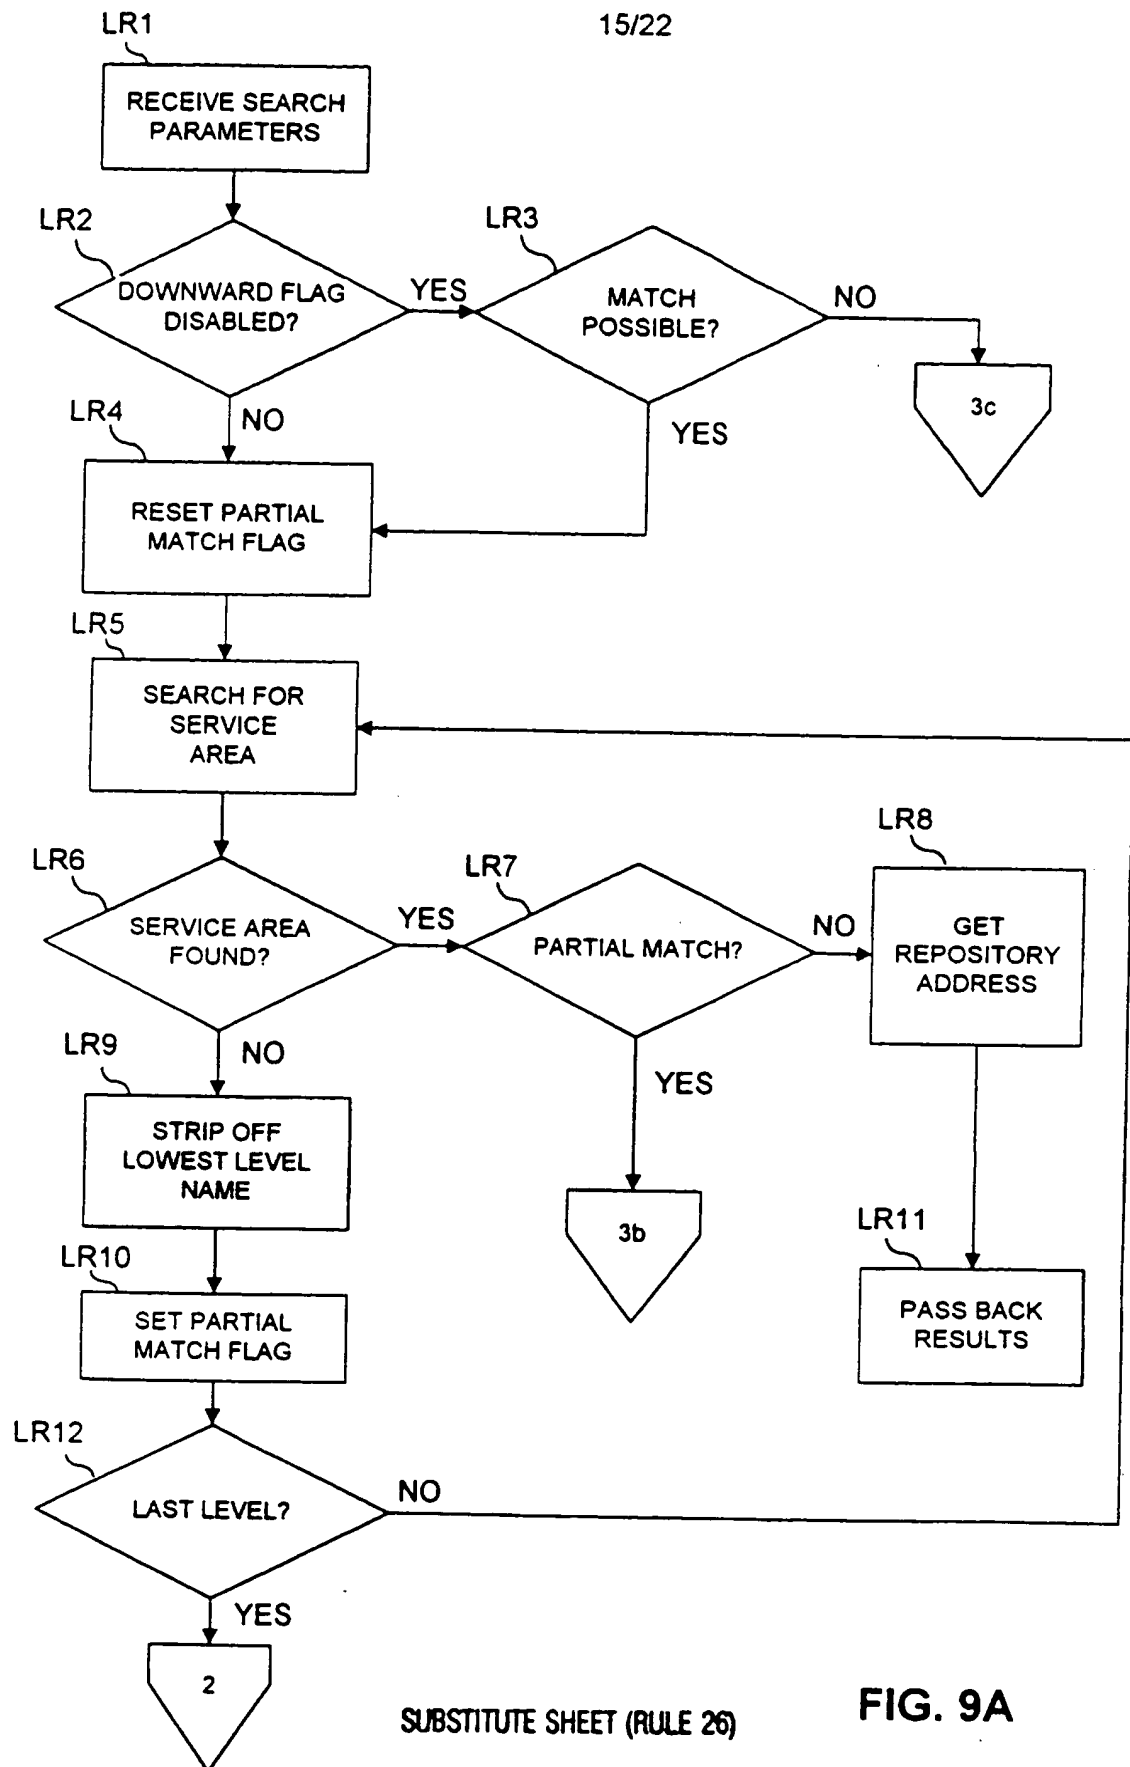 15/22
LR1
RECEIVE SEARCH
PARAMETERS
LR2
DOWNWARD FLAG
DISABLED?
YES
NO
LR3
MATCH
POSSIBLE?
NO
YES
3c
LR4
RESET PARTIAL
MATCH FLAG
LR5
SEARCH FOR
SERVICE
AREA
LR6
SERVICE AREA
FOUND?
YES
NO
LR7
PARTIAL MATCH?
NO
YES
LR8
GET
REPOSITORY
ADDRESS
3b
LR9
STRIP OFF
LOWEST LEVEL
NAME
LR11
PASS BACK
RESULTS
LR10
SET PARTIAL
MATCH FLAG
LR12
LAST LEVEL?
NO
YES
2
SUBSTITUTE SHEET (RULE 26)
FIG. 9A